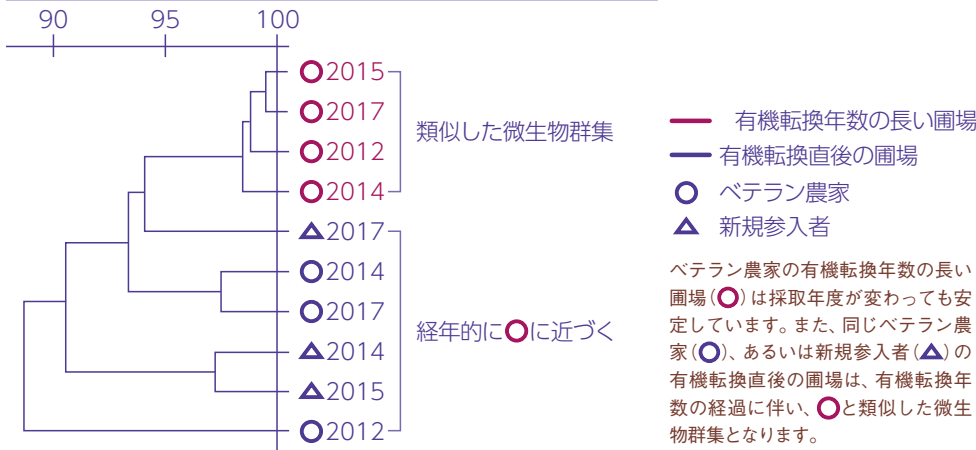 90 95 100
○2015
○2017
○2012
○2014
△2017
○2014
○2017
△2014
△2015
○2012
類似した微生物群集
経年的に○に近づく
有機転換年数の長い圃場
有機転換直後の圃場
○ ベテラン農家
△ 新規参入者
ベテラン農家の有機転換年数の長い
圃場(○)は採取年度が変わっても安
定しています。また、同じベテラン農
家(○)、あるいは新規参入者(△)の
有機転換直後の圃場は、有機転換年
数の経過に伴い、○と類似した微生
物群集となります。